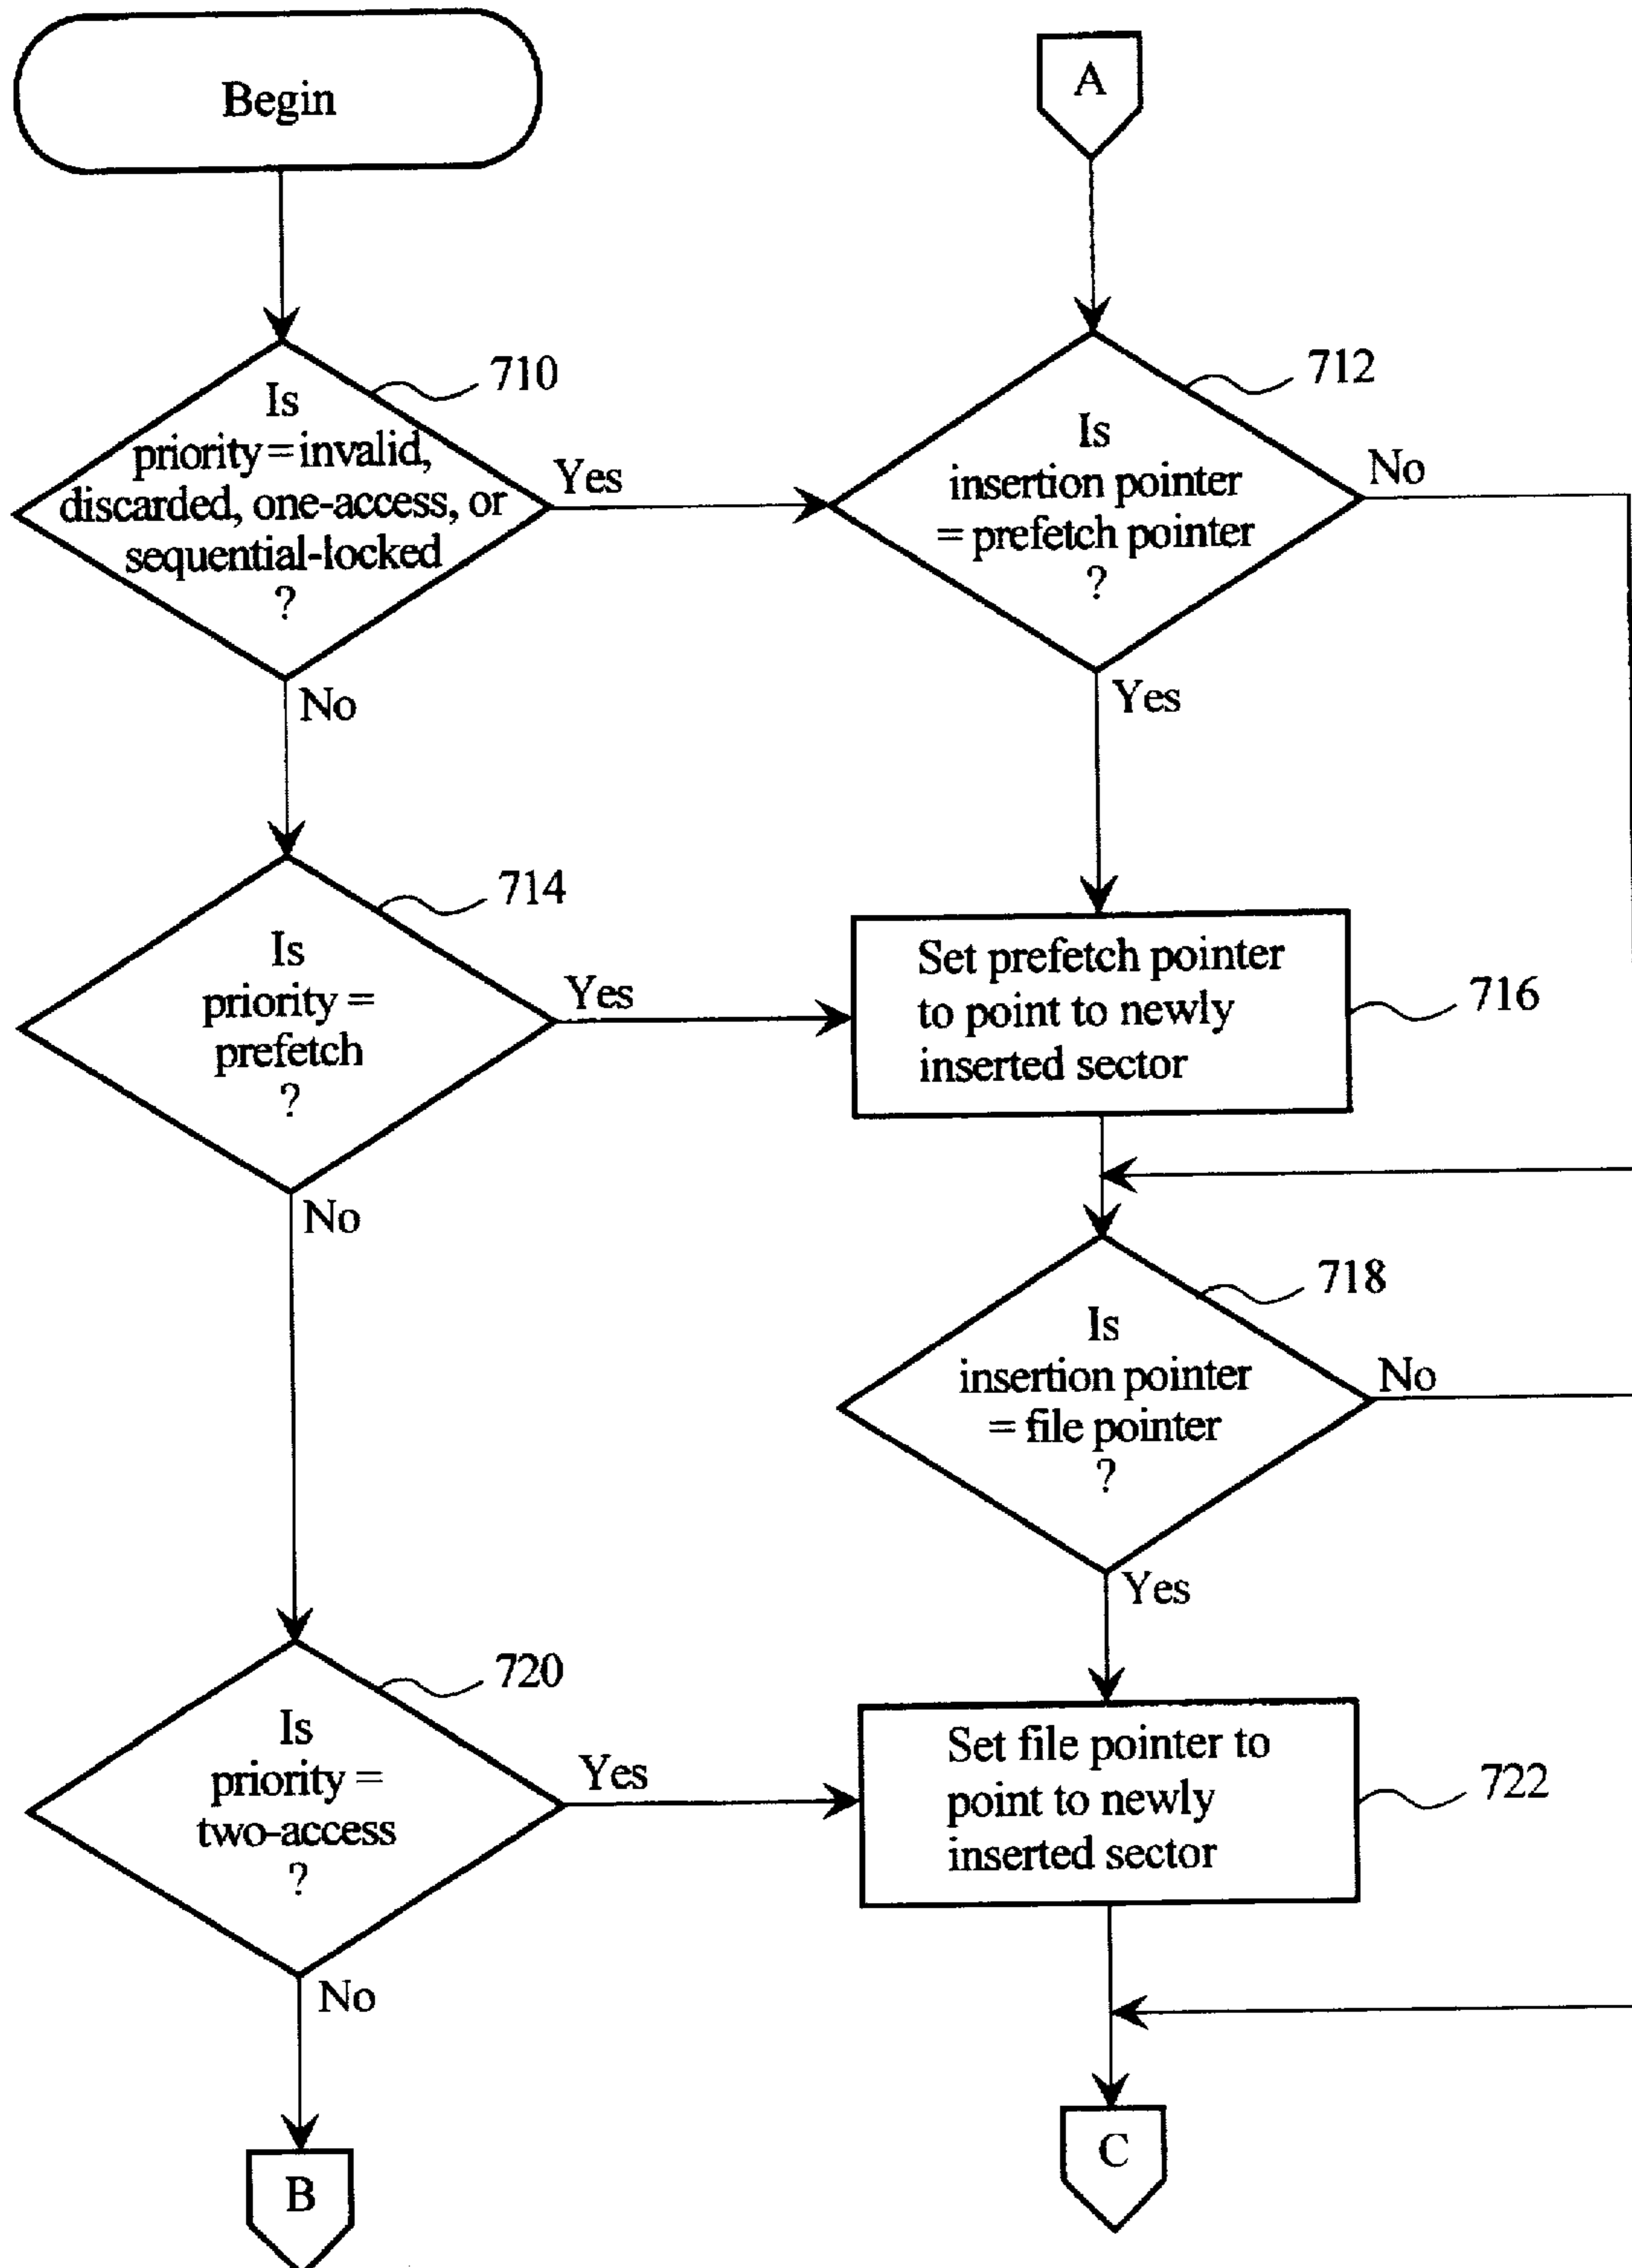 Begin
A
710
Is
priority = invalid,
discarded, one-access, or
sequential-locked
?
Yes
No
712
Is
insertion pointer
= prefetch pointer
?
No
Yes
714
Is
priority =
prefetch
?
Yes
No
Set prefetch pointer
to point to newly
inserted sector
716
718
Is
insertion pointer
= file pointer
?
No
Yes
720
Is
priority =
two-access
?
Yes
No
Set file pointer to
point to newly
inserted sector
722
B
C